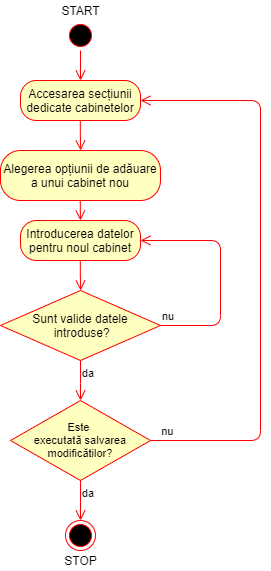 START
Accesarea secțiunii
dedicate cabinetelor
Alegerea opțiunii de adăuare
a unui cabinet nou
Introducerea datelor
pentru noul cabinet
Sunt valide datele
introduse?
nu
da
Este
executată salvarea
modificătilor?
nu
da
STOP